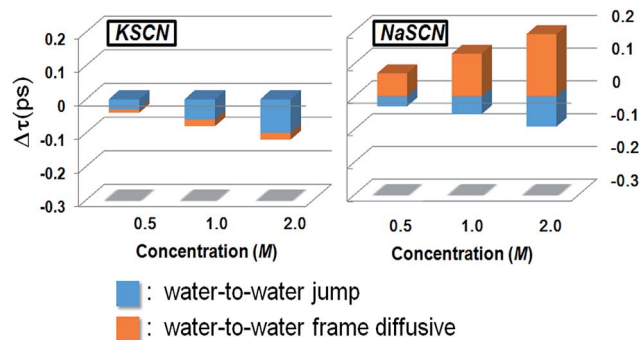 KSCN
NaSCN
Δτ(ps)
0.2
0.1
0
-0.1
-0.2
-0.3
0.2
0.1
0
-0.1
-0.2
-0.3
0.5 1.0 2.0
0.5 1.0 2.0
Concentration (M)
Concentration (M)
: water-to-water jump
: water-to-water frame diffusive